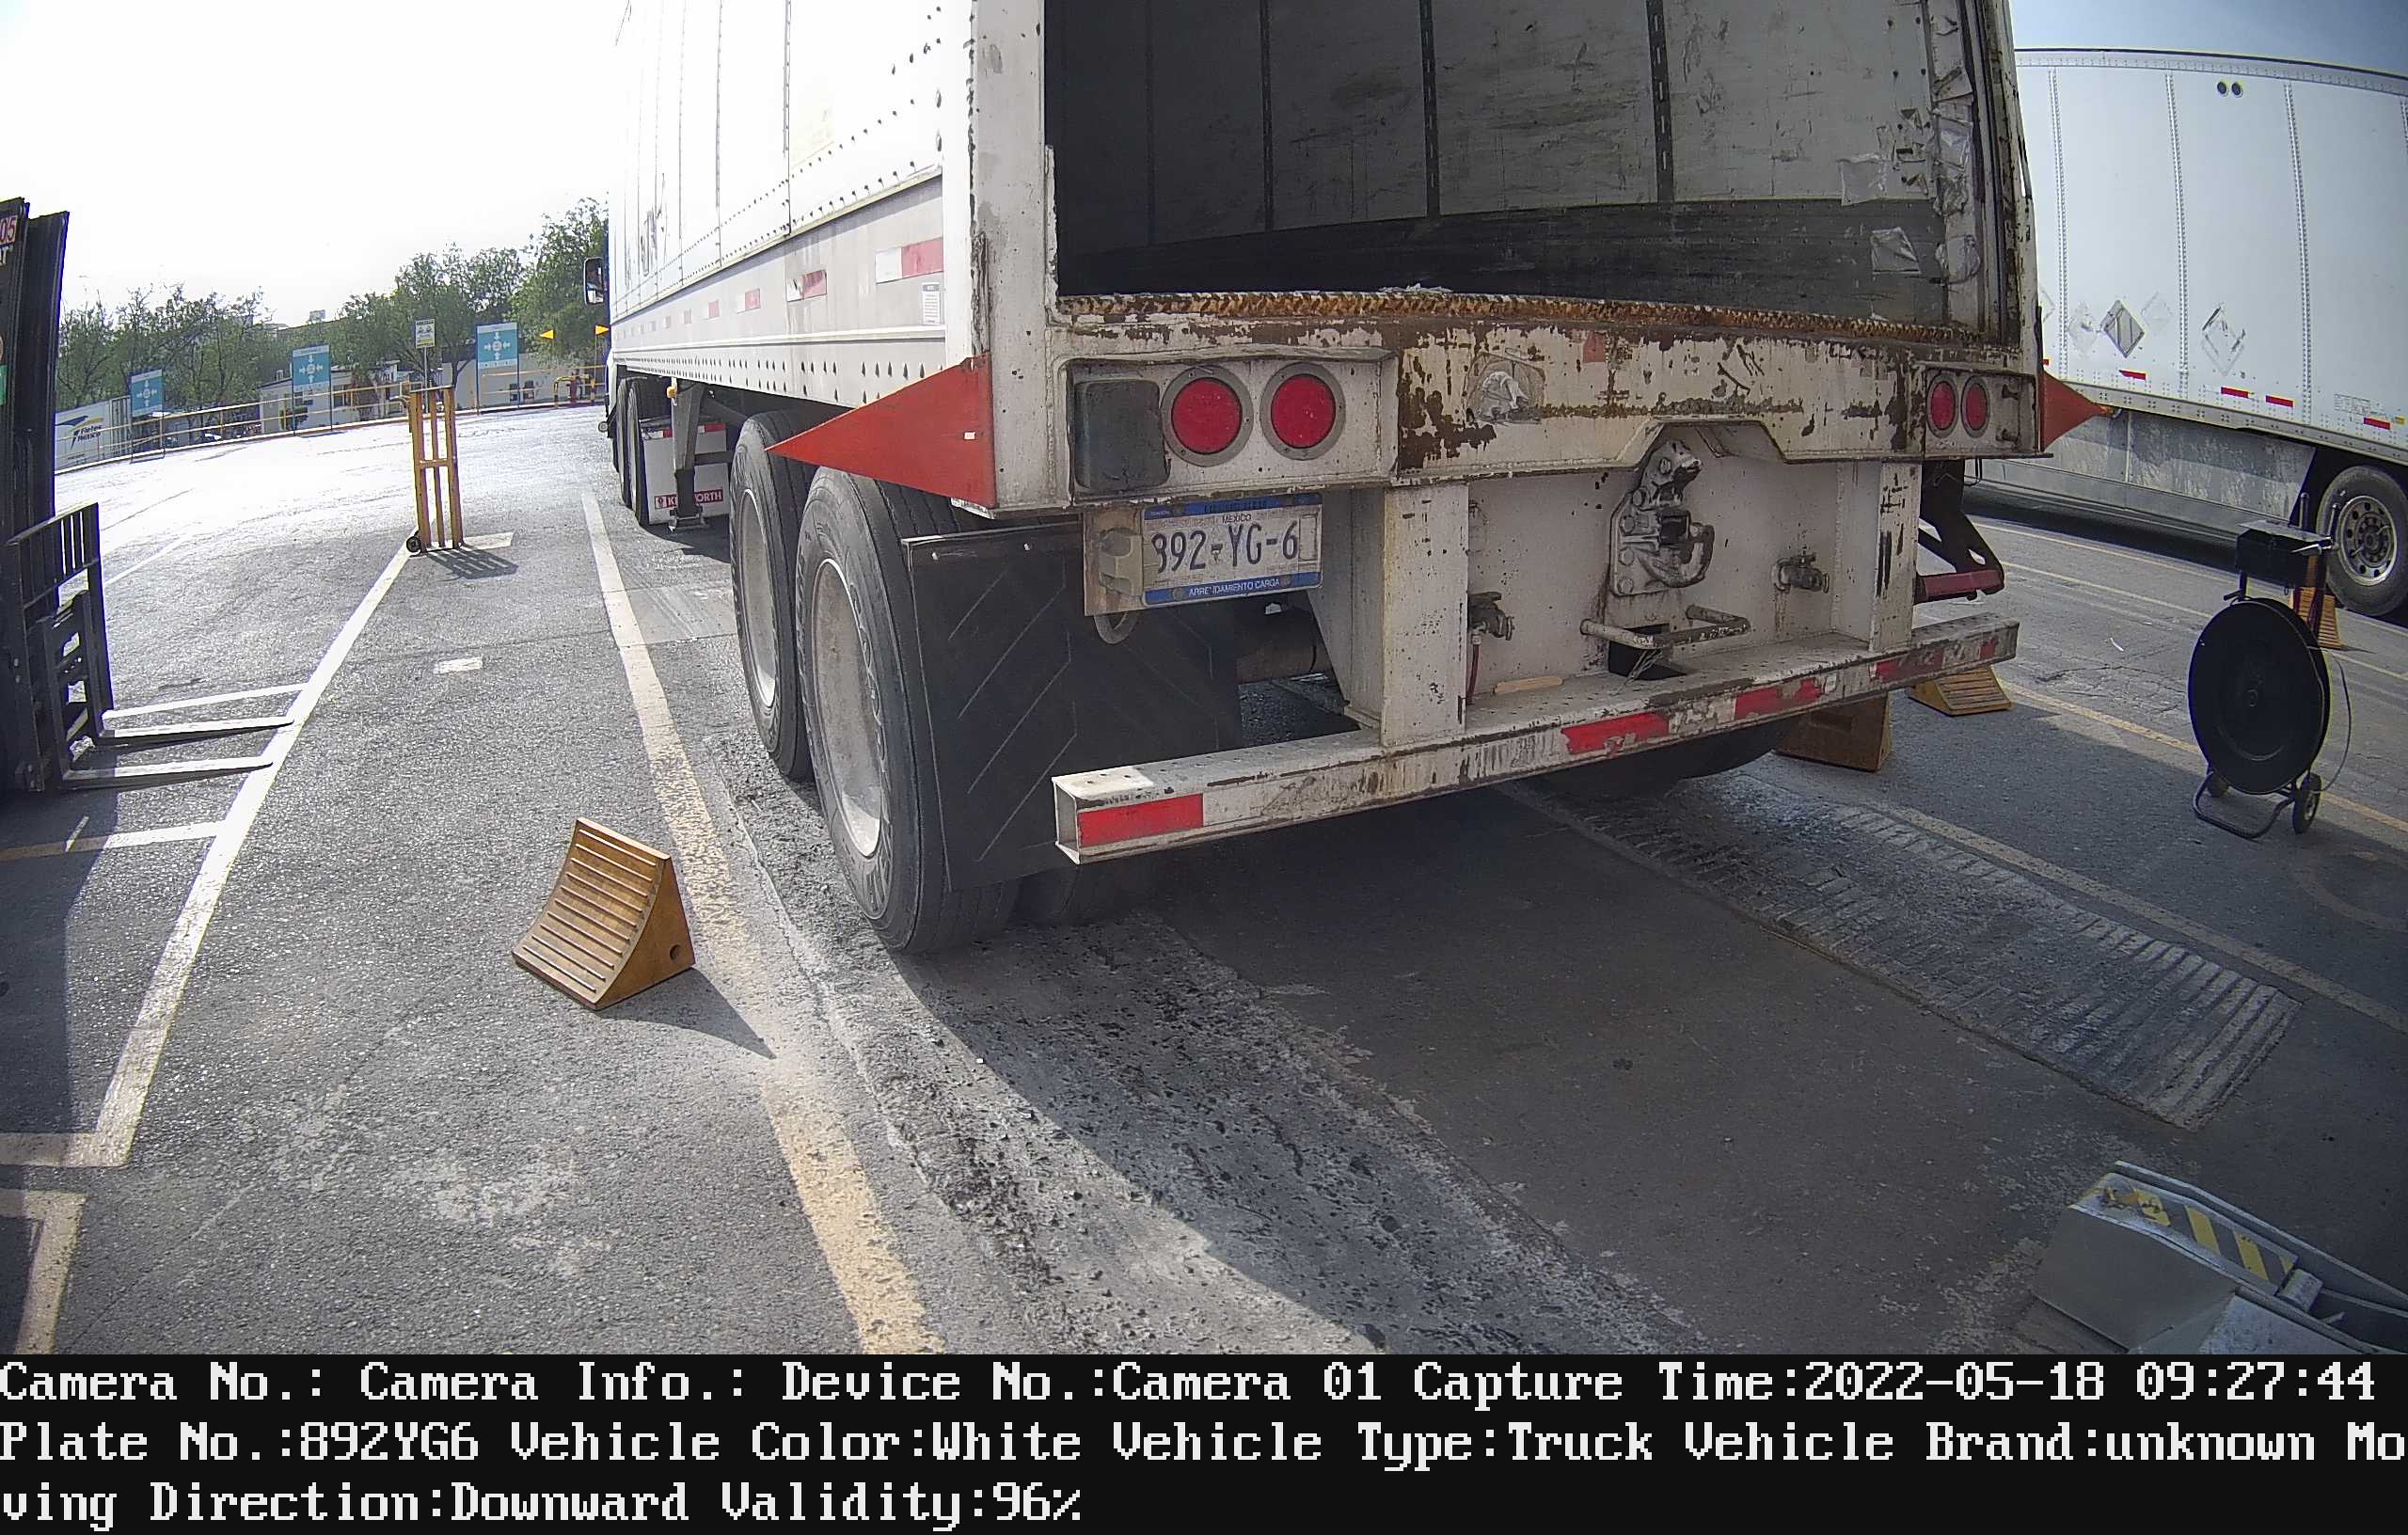 05
KENWORTH
MEXICO
892-YG-6
ARRENDAMIENTO CARGA
Camera No.: Camera Info.: Device No.:Camera 01 Capture Time:2022-05-18 09:27:44
Plate No.:892YG6 Vehicle Color:White Vehicle Type:Truck Vehicle Brand:unknown Mo
ving Direction:Downward Validity:96%